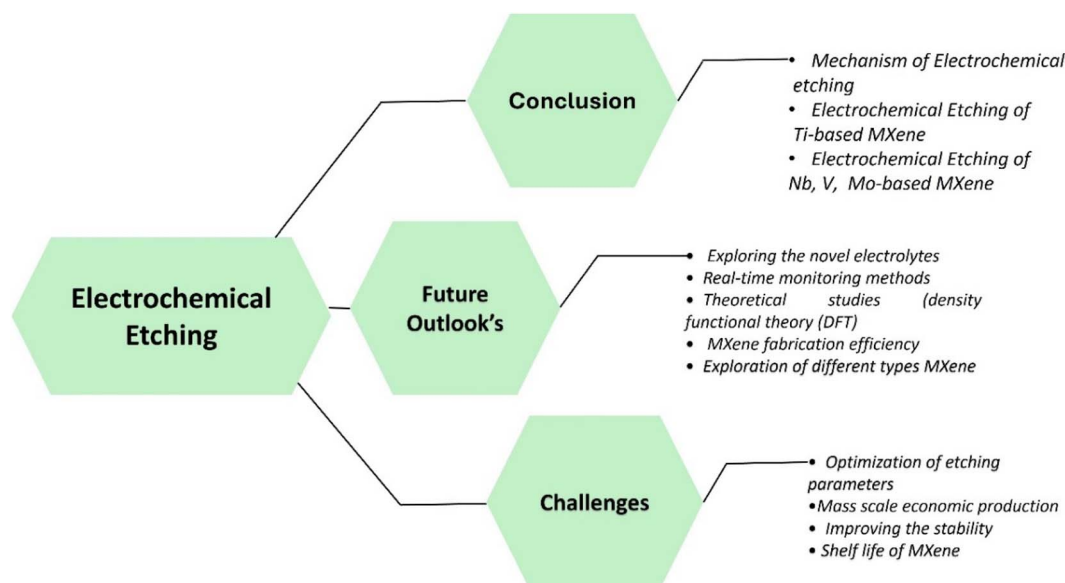 Conclusion
• Mechanism of Electrochemical
etching
• Electrochemical Etching of
Ti-based MXene
• Electrochemical Etching of
Nb, V, Mo-based MXene
Electrochemical
Etching
Future
Outlook's
• Exploring the novel electrolytes
• Real-time monitoring methods
• Theoretical studies (density
functional theory (DFT)
• MXene fabrication efficiency
• Exploration of different types MXene
Challenges
• Optimization of etching
parameters
•Mass scale economic production
• Improving the stability
• Shelf life of MXene